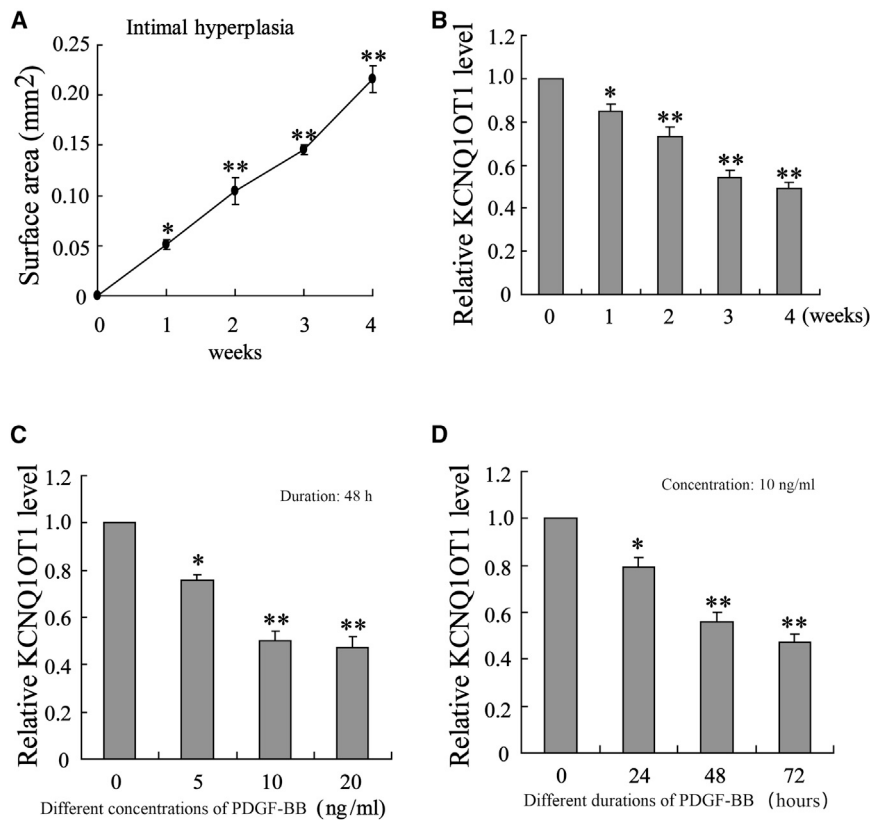 A
Intimal hyperplasia
Surface area (mm2)
0.25
0.20
0.15
0.10
0.05
0
*
**
**
**
0 1 2 3 4
weeks
B
Relative KCNQ1OT1 level
1.2
1.0
0.8
0.6
0.4
0.2
0
*
**
**
**
0 1 2 3 4 (weeks)
C
Relative KCNQ1OT1 level
1.2
1.0
0.8
0.6
0.4
0.2
0
Duration: 48 h
*
**
**
0 5 10 20
Different concentrations of PDGF-BB (ng/ml)
D
Relative KCNQ1OT1 level
1.2
1.0
0.8
0.6
0.4
0.2
0
Concentration: 10 ng/ml
*
**
**
0 24 48 72
Different durations of PDGF-BB (hours)